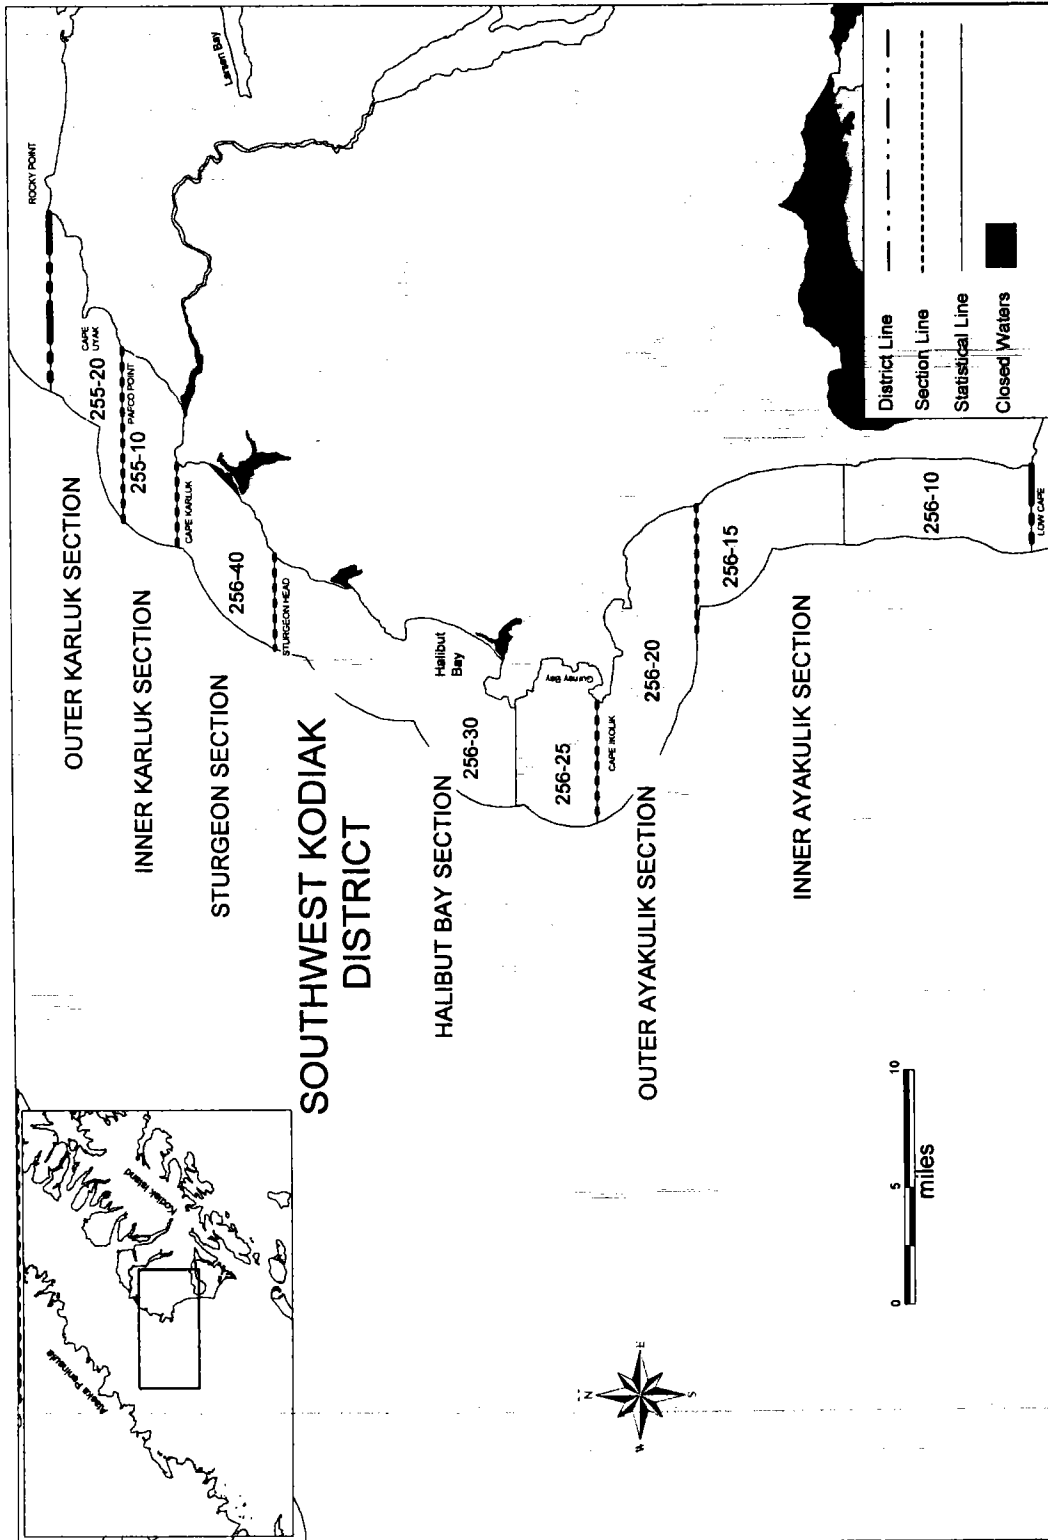 Alaska Peninsula
Kodiak Island
SOUTHWEST KODIAK
DISTRICT
OUTER KARLUK SECTION
INNER KARLUK SECTION
STURGEON SECTION
HALIBUT BAY SECTION
OUTER AYAKULIK SECTION
INNER AYAKULIK SECTION
ROCKY POINT
Larsen Bay
CAPE
UYAK
255-20
PAFCO POINT
255-10
CAPE KARLUK
256-40
STURGEON HEAD
Halibut
Bay
256-30
Gurney Bay
256-25
CAPE IKOLIK
256-20
256-15
256-10
LOW CAPE
N
E
S
W
0
5
10
miles
District Line
Section Line
Statistical Line
Closed Waters